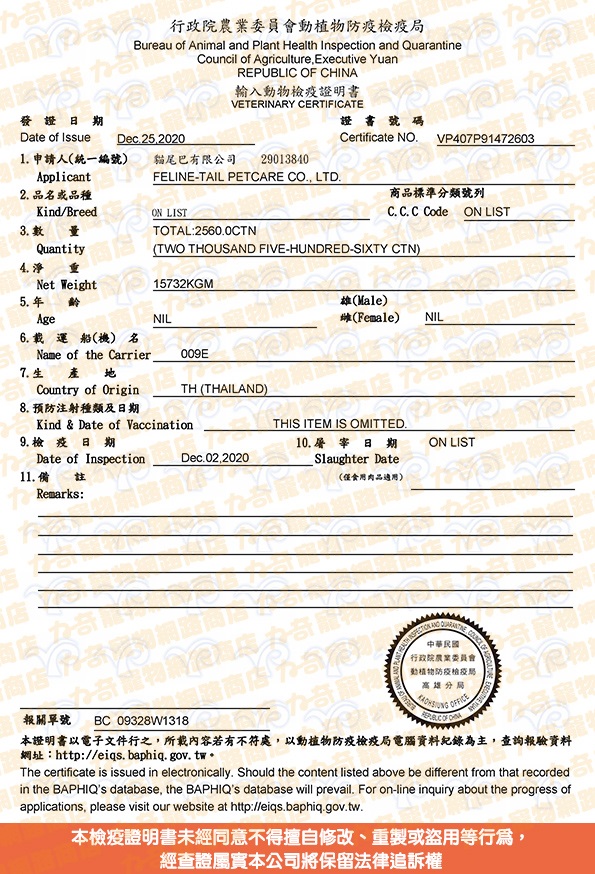 行政院農業委員會動植物防疫檢疫局
Bureau of Animal and Plant Health Inspection and Quarantine
Council of Agriculture,Executive Yuan
REPUBLIC OF CHINA
輸入動物檢疫證明書
VETERINARY CERTIFICATE
發證日期 證書號碼
Date of Issue Dec.25,2020 Certificate NO. VP407P91472603
1.申請人(統一編號) 貓尾巴有限公司 29013840
Applicant FELINE-TAIL PETCARE CO., LTD.
2.品名或品種 商品標準分類號列
Kind/Breed ON LIST C.C.C Code ON LIST
3.數量 TOTAL:2560.0CTN
Quantity (TWO THOUSAND FIVE-HUNDRED-SIXTY CTN)
4.淨重
Net Weight 15732KGM
5.年齡 雄(Male)
Age NIL 雌(Female) NIL
6.載運船(機)名
Name of the Carrier 009E
7.生產地
Country of Origin TH (THAILAND)
8.預防注射種類及日期
Kind & Date of Vaccination THIS ITEM IS OMITTED.
9.檢疫日期 10.屠宰日期 ON LIST
Date of Inspection Dec.02,2020 Slaughter Date
11.備註 (僅食用肉品適用)
Remarks:
BUREAU OF ANIMAL AND PLANT HEALTH INSPECTION AND QUARANTINE, COUNCIL OF AGRICULTURE, EXECUTIVE YUAN
中華民國
行政院農業委員會
動植物防疫檢疫局
高雄分局
KAOHSIUNG OFFICE
REPUBLIC OF CHINA
報關單號 BC 09328W1318
本證明書以電子文件行之，所載內容若有不符處，以動植物防疫檢疫局電腦資料紀錄為主，查詢報驗資料
網址：http://eiqs.baphiq.gov.tw。
The certificate is issued in electronically. Should the content listed above be different from that recorded
in the BAPHIQ's database, the BAPHIQ's database will prevail. For on-line inquiry about the progress of
applications, please visit our website at http://eiqs.baphiq.gov.tw.
本檢疫證明書未經同意不得擅自修改、重製或盜用等行為，
經查證屬實本公司將保留法律追訴權